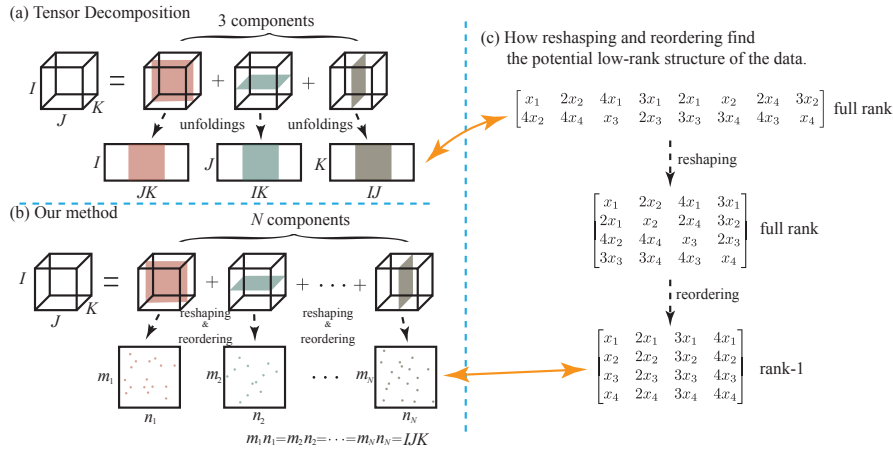 (a) Tensor Decomposition
3 components
I
J
K
=
+
+
unfoldings
unfoldings
I
JK
J
IK
K
IJ
(b) Our method
N components
I
J
K
=
+
+ · · · +
reshaping
&
reordering
reshaping
&
reordering
m₁
n₁
m₂
n₂
· · ·
m_N
n_N
m₁n₁=m₂n₂=· · ·=m_Nn_N=IJK
(c) How reshasping and reordering find
the potential low-rank structure of the data.
x₁ 2x₂ 4x₁ 3x₁ 2x₁ x₂ 2x₄ 3x₂
4x₂ 4x₄ x₃ 2x₃ 3x₃ 3x₄ 4x₃ x₄
full rank
reshaping
x₁ 2x₂ 4x₁ 3x₁
2x₁ x₂ 2x₄ 3x₂
4x₂ 4x₄ x₃ 2x₃
3x₃ 3x₄ 4x₃ x₄
full rank
reordering
x₁ 2x₁ 3x₁ 4x₁
x₂ 2x₂ 3x₂ 4x₂
x₃ 2x₃ 3x₃ 4x₃
x₄ 2x₄ 3x₄ 4x₄
rank-1